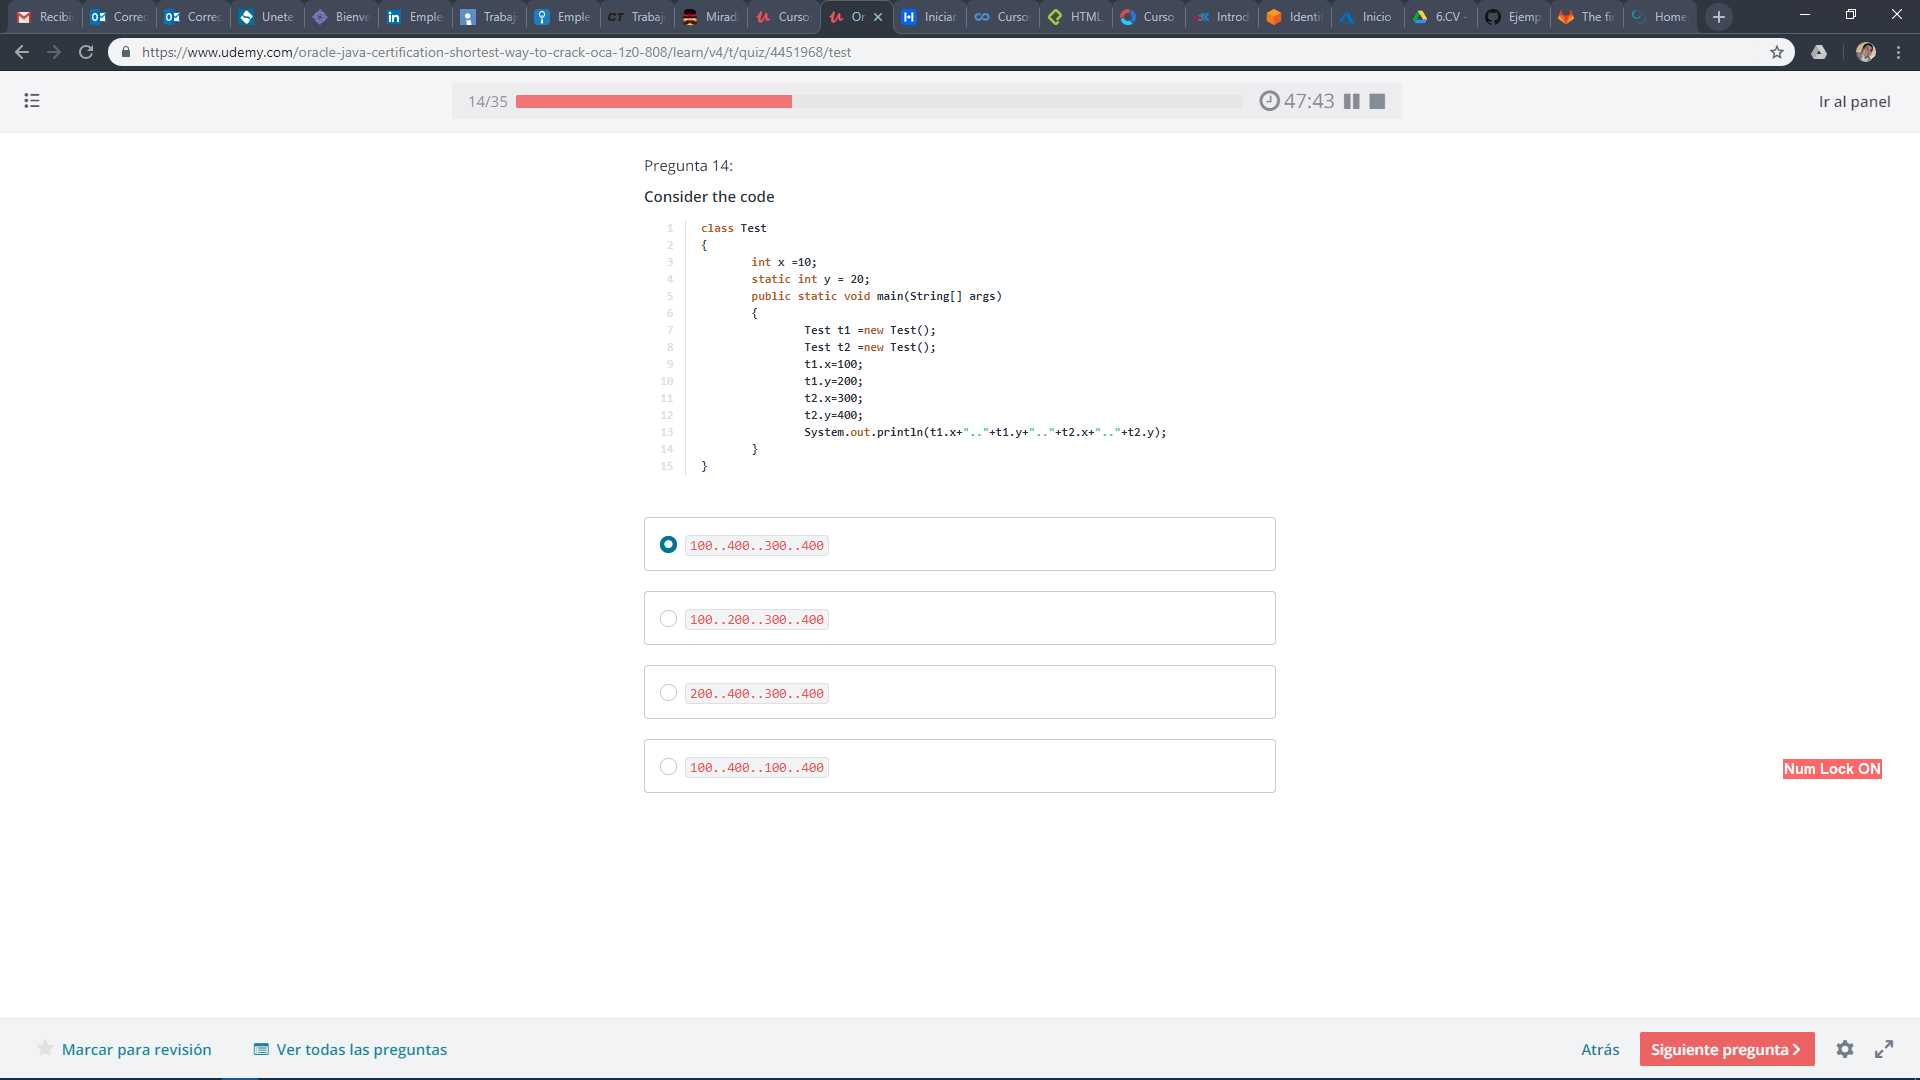 Recibi
Correc
Correc
Unete
Bienve
Emple
Trabaj
Emple
CT Trabaj
Mirad
Curso
Or
Iniciar
Curso
HTML
Curso
Introd
Identi
Inicio
6.CV -
Ejemp
The fir
Home
https://www.udemy.com/oracle-java-certification-shortest-way-to-crack-oca-1z0-808/learn/v4/t/quiz/4451968/test
14/35
47:43
Ir al panel
Pregunta 14:
Consider the code
1 class Test
2 {
3 int x =10;
4 static int y = 20;
5 public static void main(String[] args)
6 {
7 Test t1 =new Test();
8 Test t2 =new Test();
9 t1.x=100;
10 t1.y=200;
11 t2.x=300;
12 t2.y=400;
13 System.out.println(t1.x+".."+t1.y+".."+t2.x+".."+t2.y);
14 }
15 }
100..400..300..400
100..200..300..400
200..400..300..400
100..400..100..400
Num Lock ON
Marcar para revisión
Ver todas las preguntas
Atrás
Siguiente pregunta